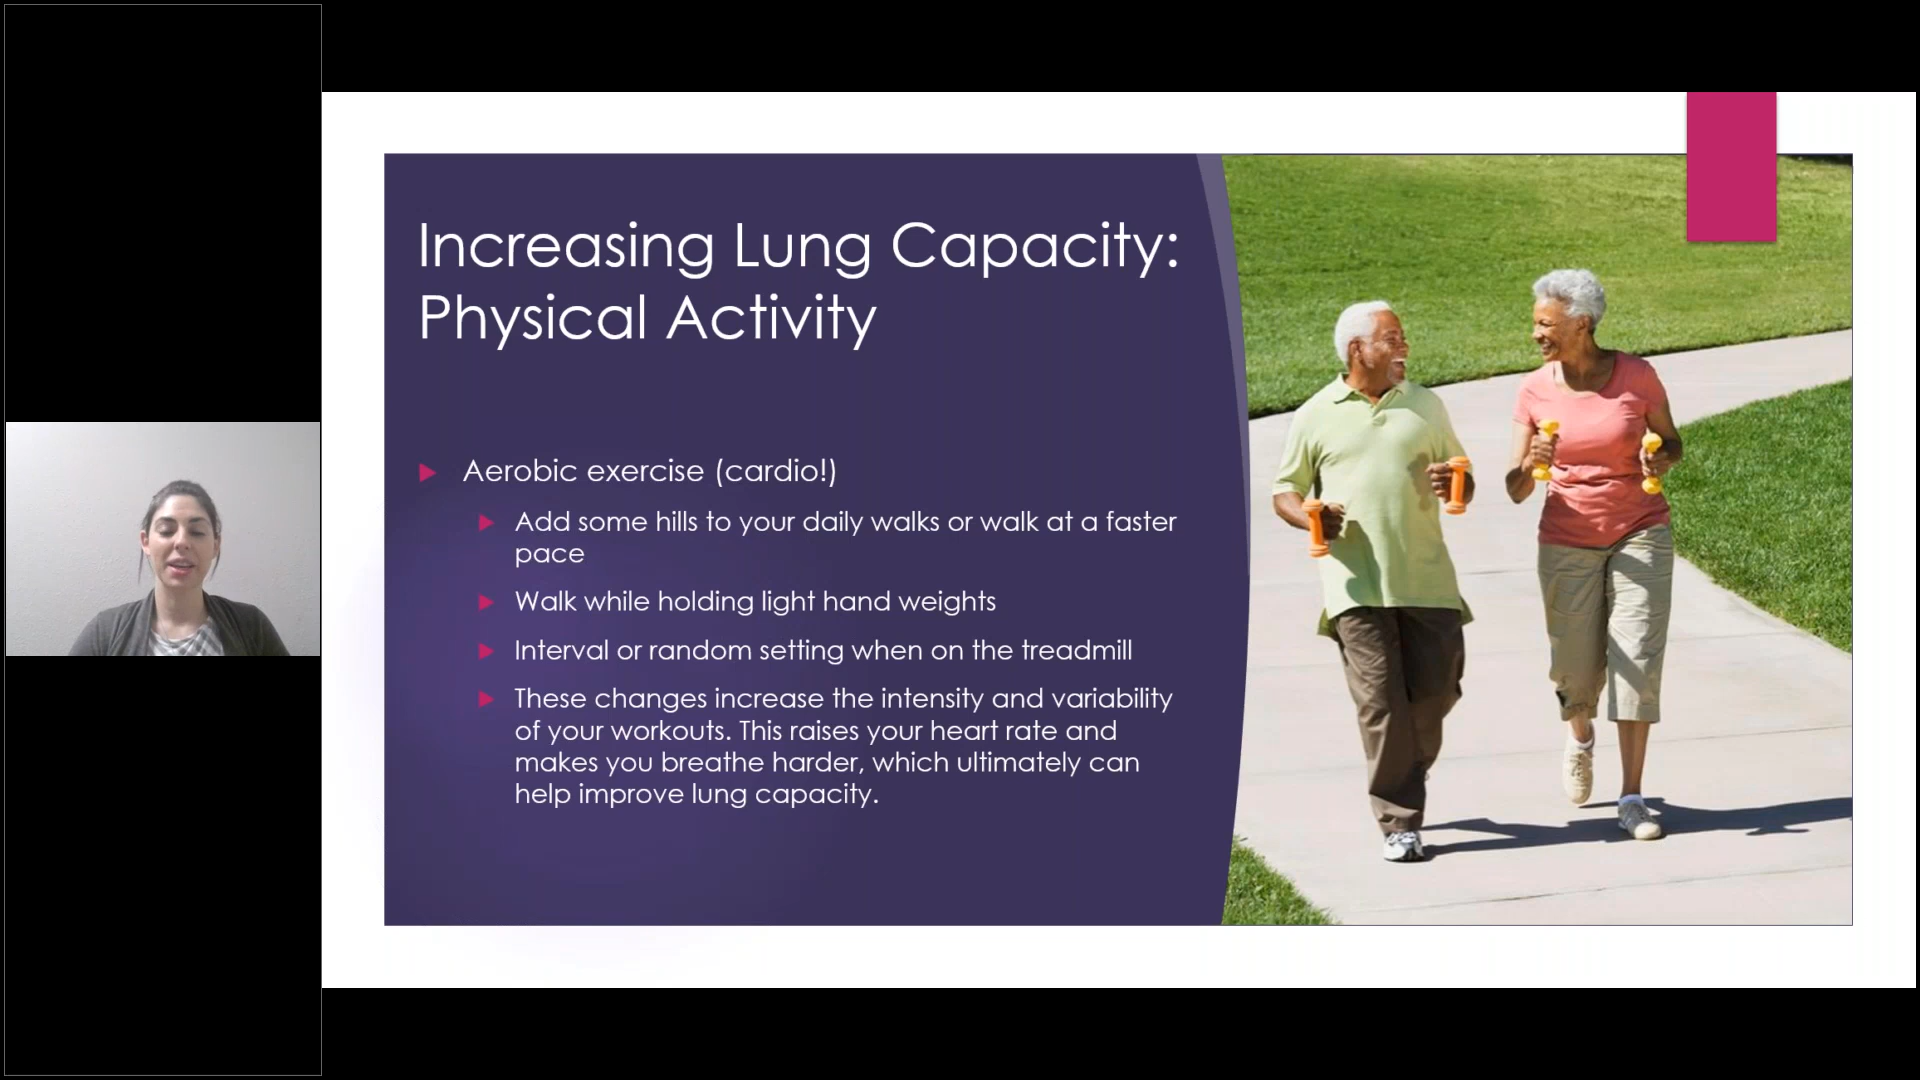 Increasing Lung Capacity:
Physical Activity
Aerobic exercise (cardio!)
Add some hills to your daily walks or walk at a faster
pace
Walk while holding light hand weights
Interval or random setting when on the treadmill
These changes increase the intensity and variability
of your workouts. This raises your heart rate and
makes you breathe harder, which ultimately can
help improve lung capacity.